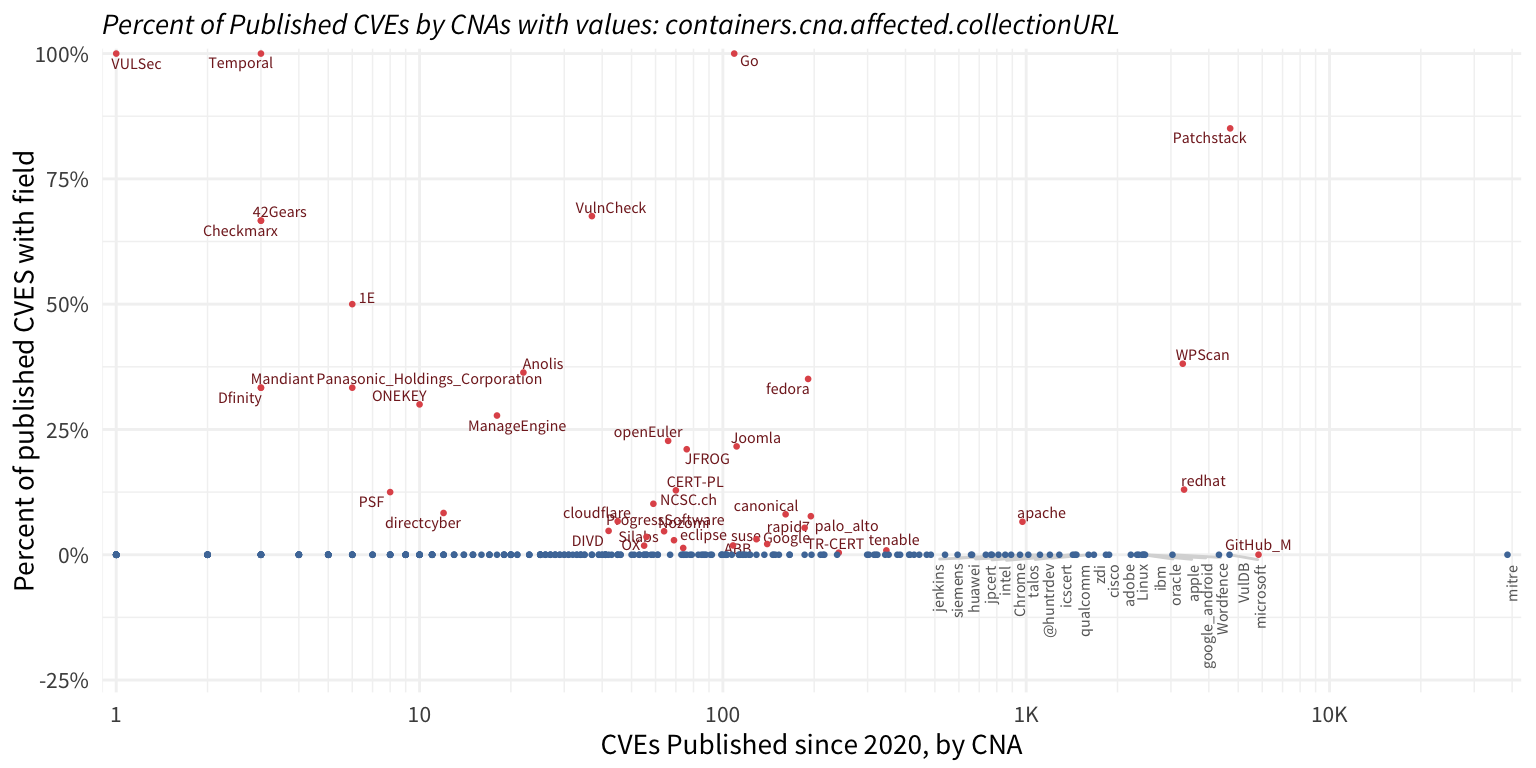 Percent of Published CVEs by CNAs with values: containers.cna.affected.collectionURL
Percent of published CVES with field
100%
75%
50%
25%
0%
-25%
VULSec
Temporal
Go
Patchstack
42Gears
Checkmarx
VulnCheck
1E
WPScan
Anolis
Mandiant
Panasonic_Holdings_Corporation
Dfinity
ONEKEY
fedora
ManageEngine
openEuler
Joomla
JFROG
CERT-PL
redhat
PSF
NCSC.ch
directcyber
cloudflare
ProgressSoftware
Nozomi
canonical
rapid7
palo_alto
apache
DIVD
Silabs
OX
eclipse
suse
Google
ABB
TR-CERT
tenable
GitHub_M
jenkins
siemens
huawei
jpcert
intel
Chrome
talos
@huntrdev
icscert
qualcomm
zdi
cisco
adobe
Linux
ibm
oracle
apple
google_android
Wordfence
VulDB
microsoft
mitre
1
10
100
1K
10K
CVEs Published since 2020, by CNA